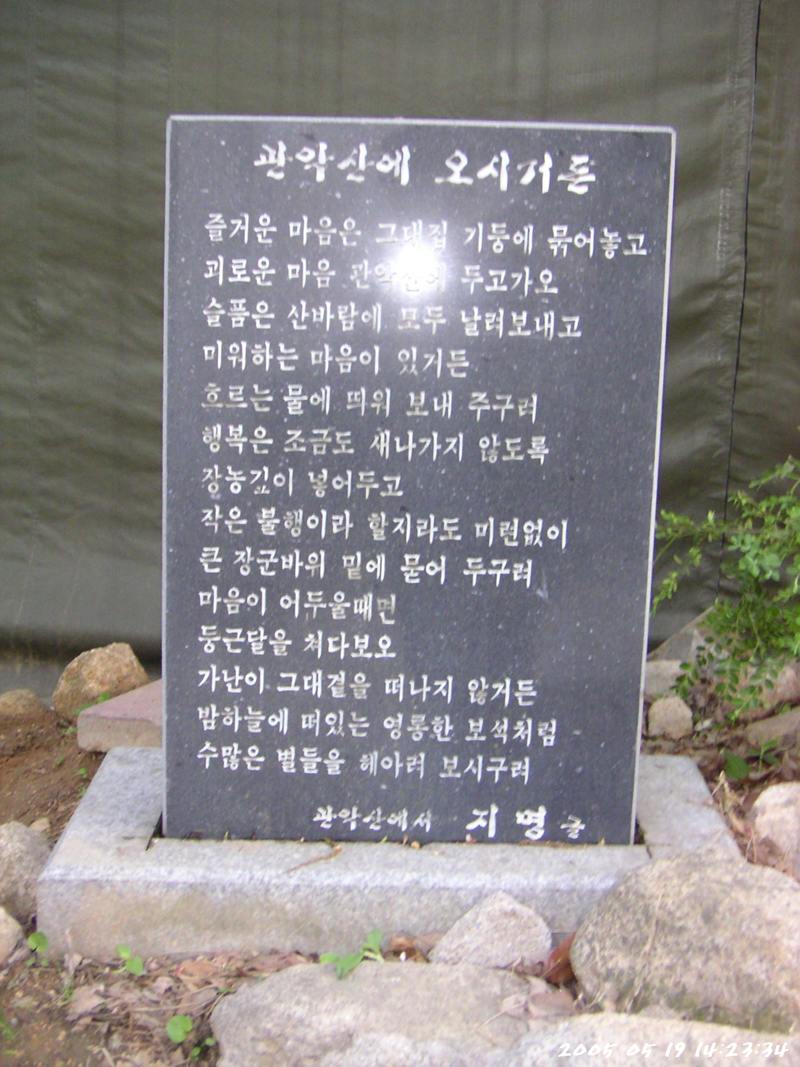 관악산에 오시거든
즐거운 마음은 그대집 기둥에 묶어놓고
괴로운 마음 관악산에 두고가오
슬픔은 산바람에 모두 날려보내고
미워하는 마음이 있거든
흐르는 물에 띄워 보내 주구려
행복은 조금도 새나가지 않도록
장농깊이 넣어두고
작은 불행이라 할지라도 미련없이
큰 장군바위 밑에 묻어 두구려
마음이 어두울때면
둥근달을 쳐다보오
가난이 그대곁을 떠나지 않거든
밤하늘에 떠있는 영롱한 보석처럼
수많은 별들을 헤아려 보시구려
관악산에서 지명 글
2005 05 19 14:23:34